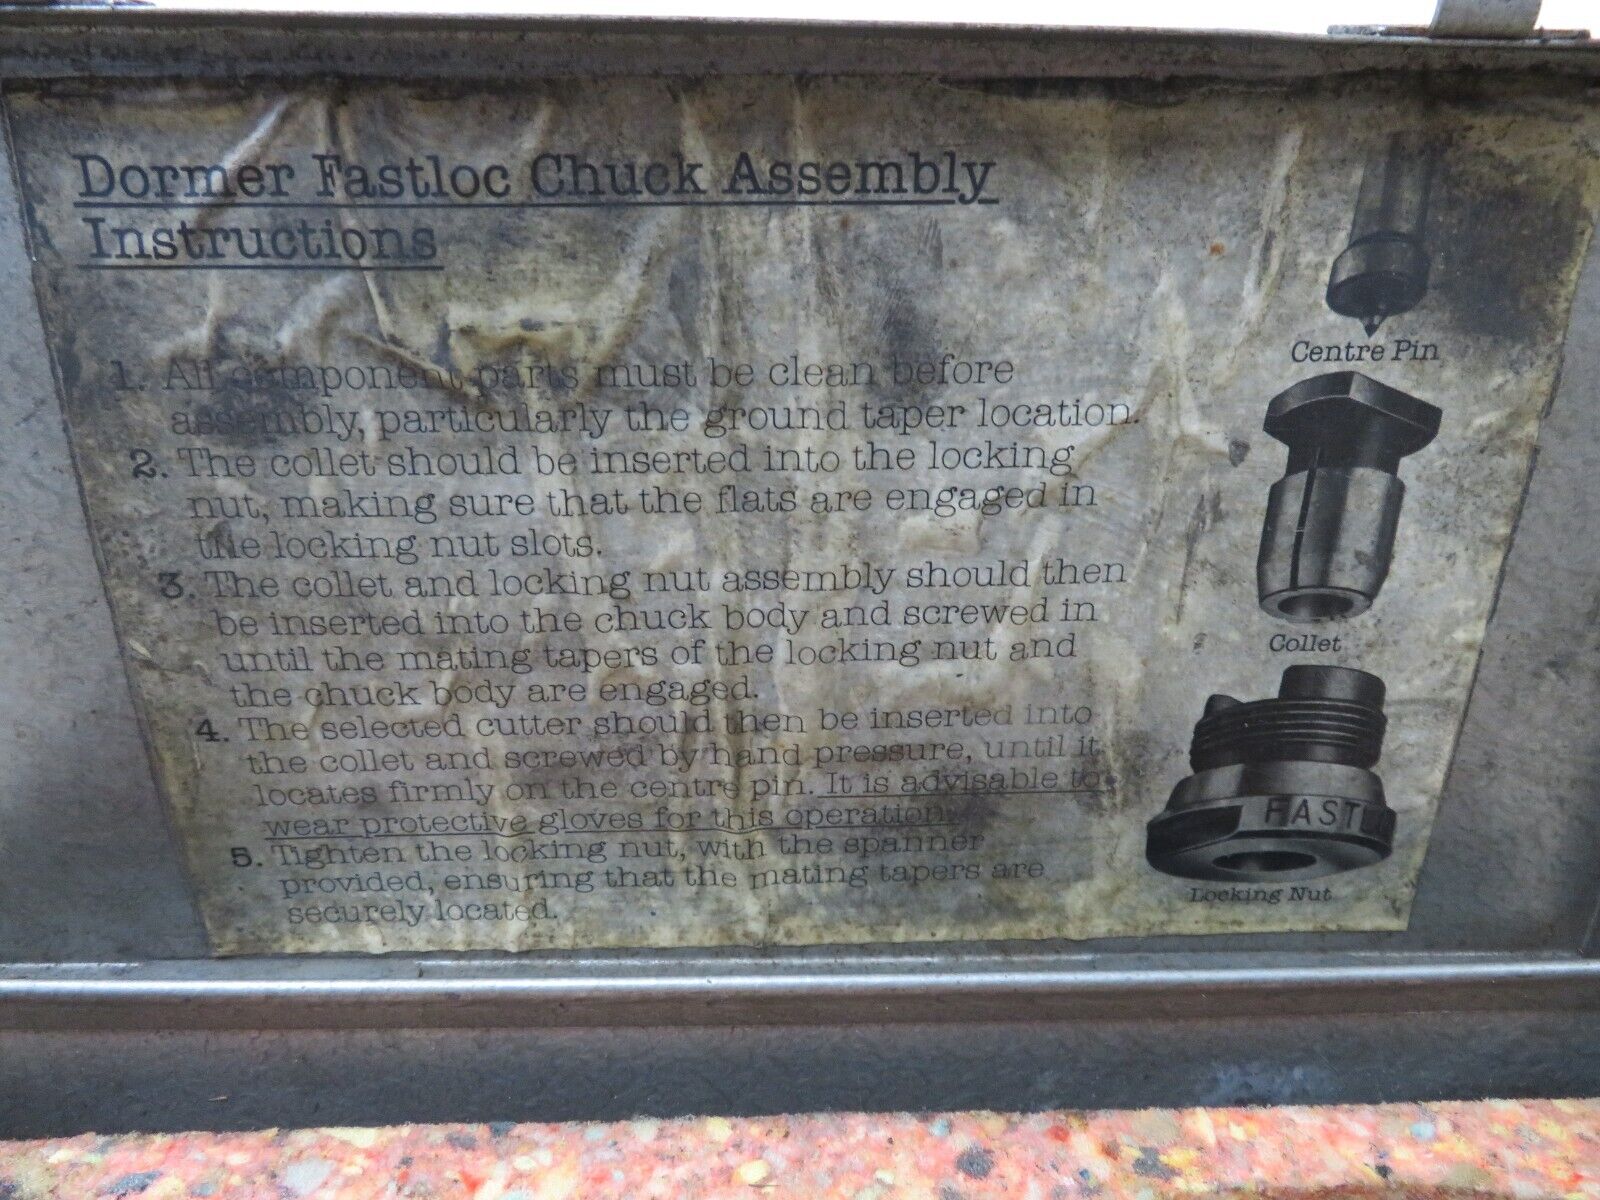 Dormer Fastloc Chuck Assembly
Instructions
1. All component parts must be clean before
assembly, particularly the ground taper location.
2. The collet should be inserted into the locking
nut, making sure that the flats are engaged in
the locking nut slots.
3. The collet and locking nut assembly should then
be inserted into the chuck body and screwed in
until the mating tapers of the locking nut and
the chuck body are engaged.
4. The selected cutter should then be inserted into
the collet and screwed by hand pressure, until it
locates firmly on the centre pin. It is advisable to
wear protective gloves for this operation.
5. Tighten the locking nut, with the spanner
provided, ensuring that the mating tapers are
securely located.
Centre Pin
Collet
FASTL
Locking Nut